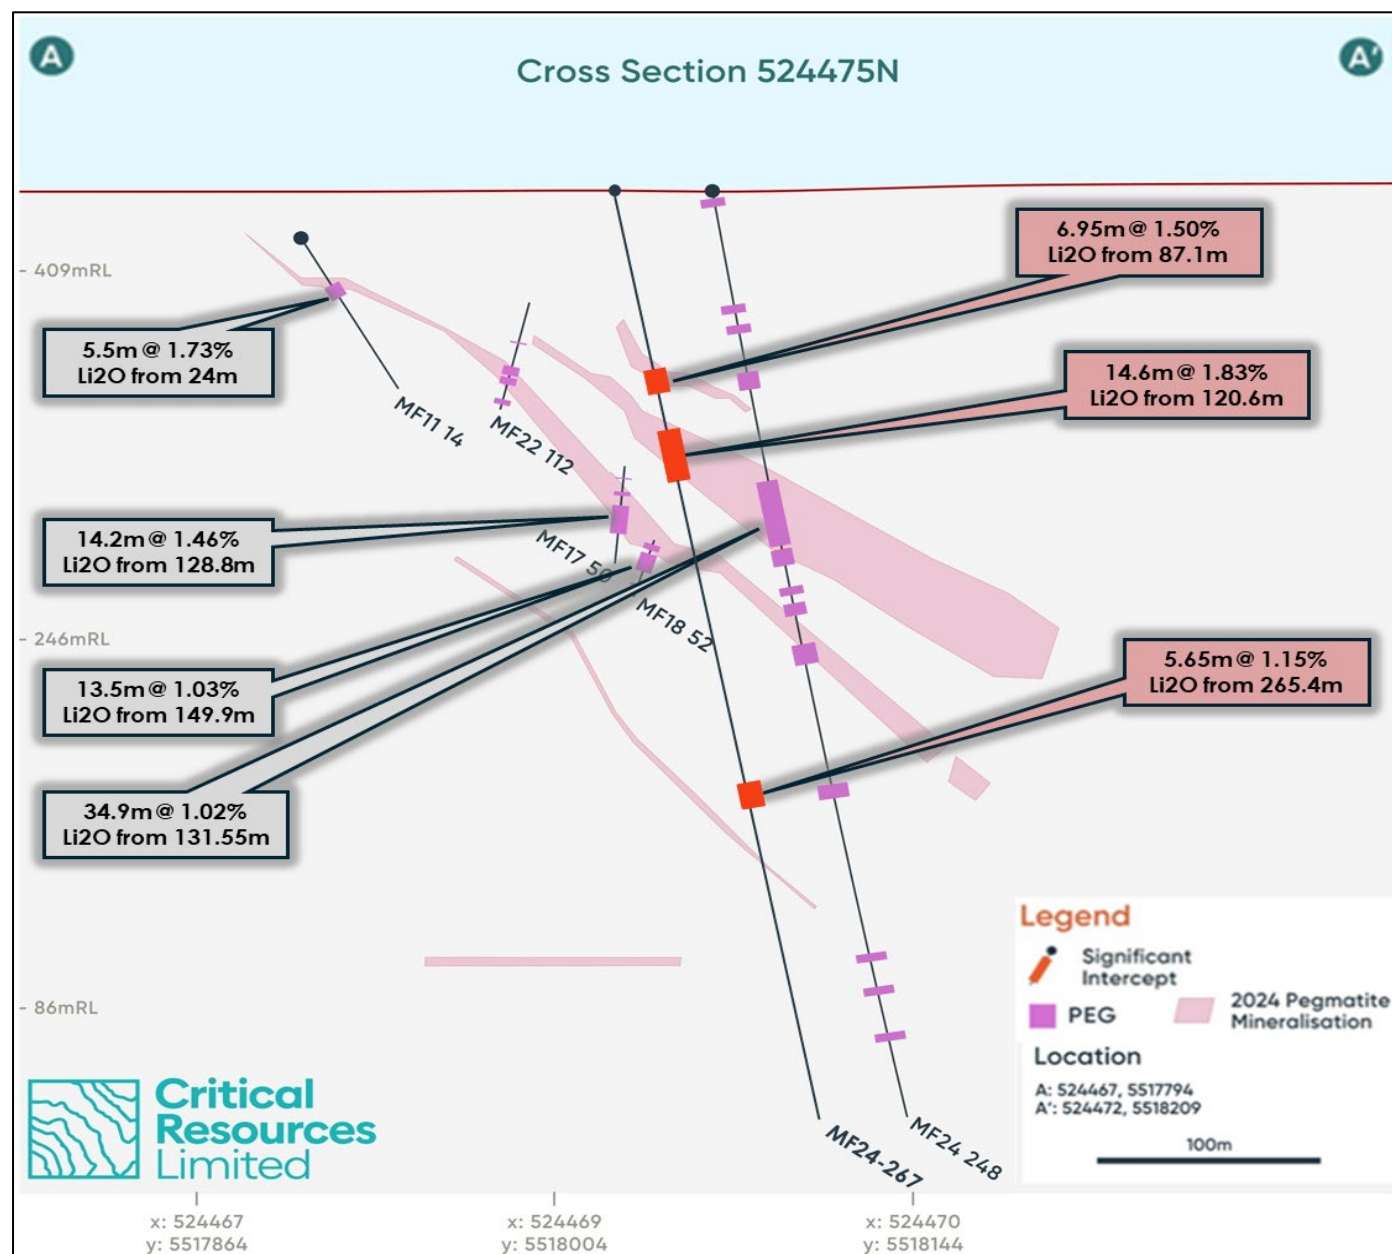 A
A'
Cross Section 524475N
6.95m @ 1.50%
Li2O from 87.1m
- 409mRL
5.5m @ 1.73%
Li2O from 24m
14.6m @ 1.83%
Li2O from 120.6m
MF11 14
MF22 112
14.2m @ 1.46%
Li2O from 128.8m
MF17 50
MF18 52
- 246mRL
5.65m @ 1.15%
Li2O from 265.4m
13.5m @ 1.03%
Li2O from 149.9m
34.9m @ 1.02%
Li2O from 131.55m
Legend
Significant
Intercept
PEG
2024 Pegmatite
Mineralisation
- 86mRL
Location
A: 524467, 5517794
A': 524472, 5518209
100m
Critical
Resources
Limited
MF24-267
MF24 248
x: 524467
y: 5517864
x: 524469
y: 5518004
x: 524470
y: 5518144